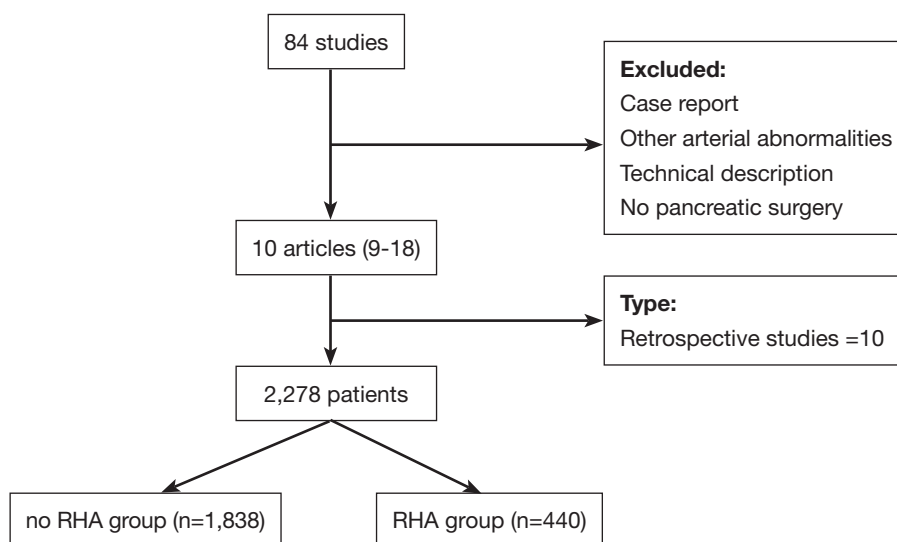 84 studies
Excluded:
Case report
Other arterial abnormalities
Technical description
No pancreatic surgery
10 articles (9-18)
Type:
Retrospective studies =10
2,278 patients
no RHA group (n=1,838)
RHA group (n=440)